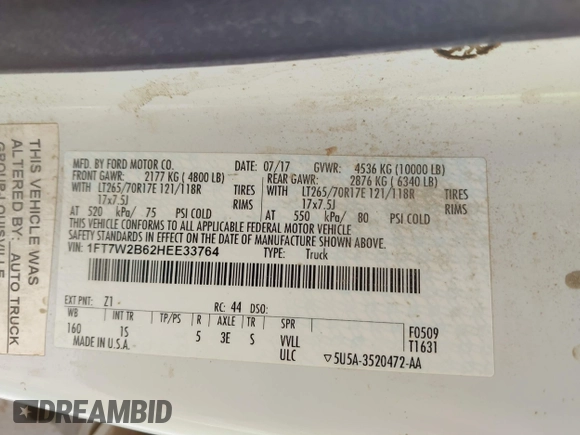 THIS VEHICLE WAS
ALTERED BY: AUTO TRUCK
GROUP-LOUISVILLE
MFD. BY FORD MOTOR CO.
DATE: 07/17 GVWR: 4536 KG (10000 LB)
FRONT GAWR: 2177 KG ( 4800 LB)
REAR GAWR: 2876 KG ( 6340 LB)
WITH LT265/70R17E 121/118R TIRES
WITH LT265/70R17E 121/118R TIRES
17x7.5J RIMS
17x7.5J RIMS
AT 520 kPa/ 75 PSI COLD
AT 550 kPa/ 80 PSI COLD
THIS VEHICLE CONFORMS TO ALL APPLICABLE FEDERAL MOTOR VEHICLE
SAFETY STANDARDS IN EFFECT ON THE DATE OF MANUFACTURE SHOWN ABOVE.
VIN: 1FT7W2B62HEE33764 TYPE: Truck
EXT PNT: Z1 RC: 44 DSO:
WB INT TR TP/PS R AXLE TR SPR
160 1S 5 3E S VVLL
ULC
F0509
T1631
MADE IN U.S.A.
▽5U5A-3520472-AA
DREAMBID